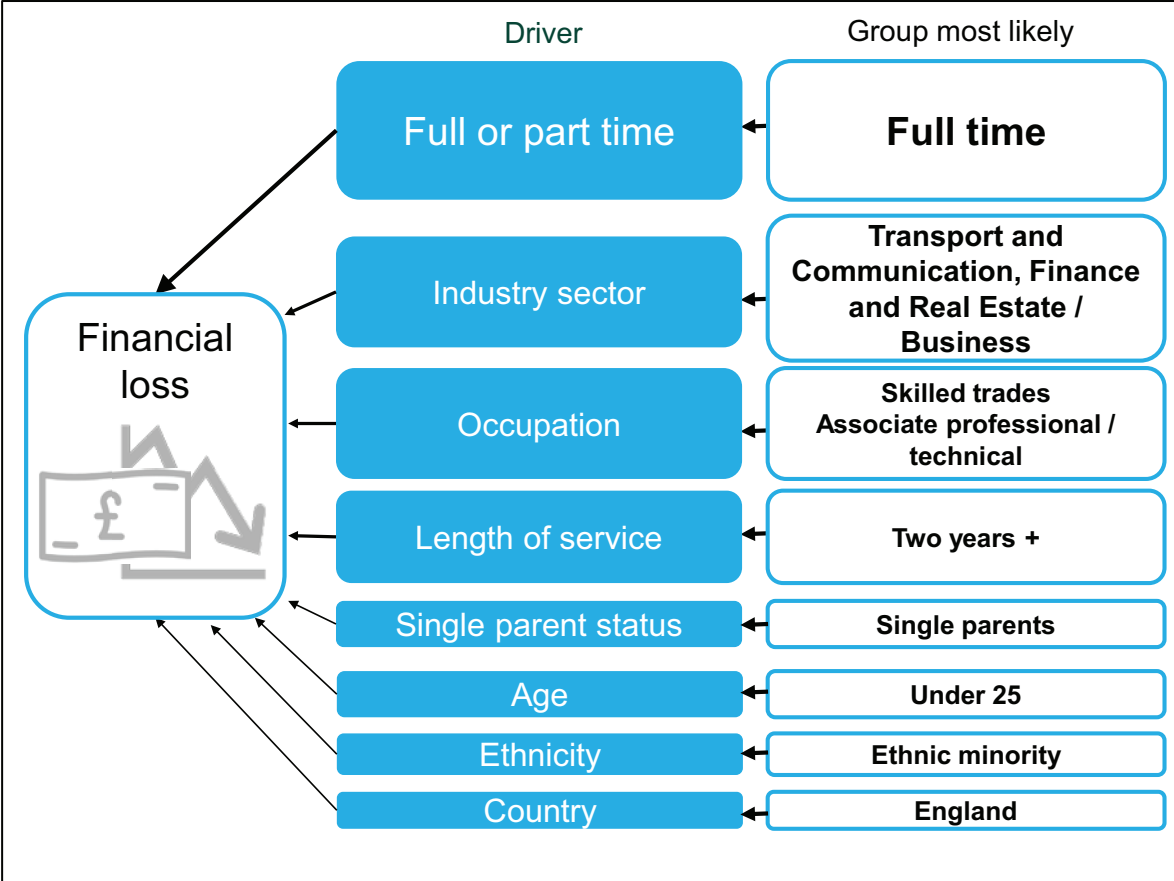 Driver
Group most likely
Full or part time
Full time
Industry sector
Transport and
Communication, Finance
and Real Estate /
Business
Financial
loss
£
Occupation
Skilled trades
Associate professional /
technical
Length of service
Two years +
Single parent status
Single parents
Age
Under 25
Ethnicity
Ethnic minority
Country
England